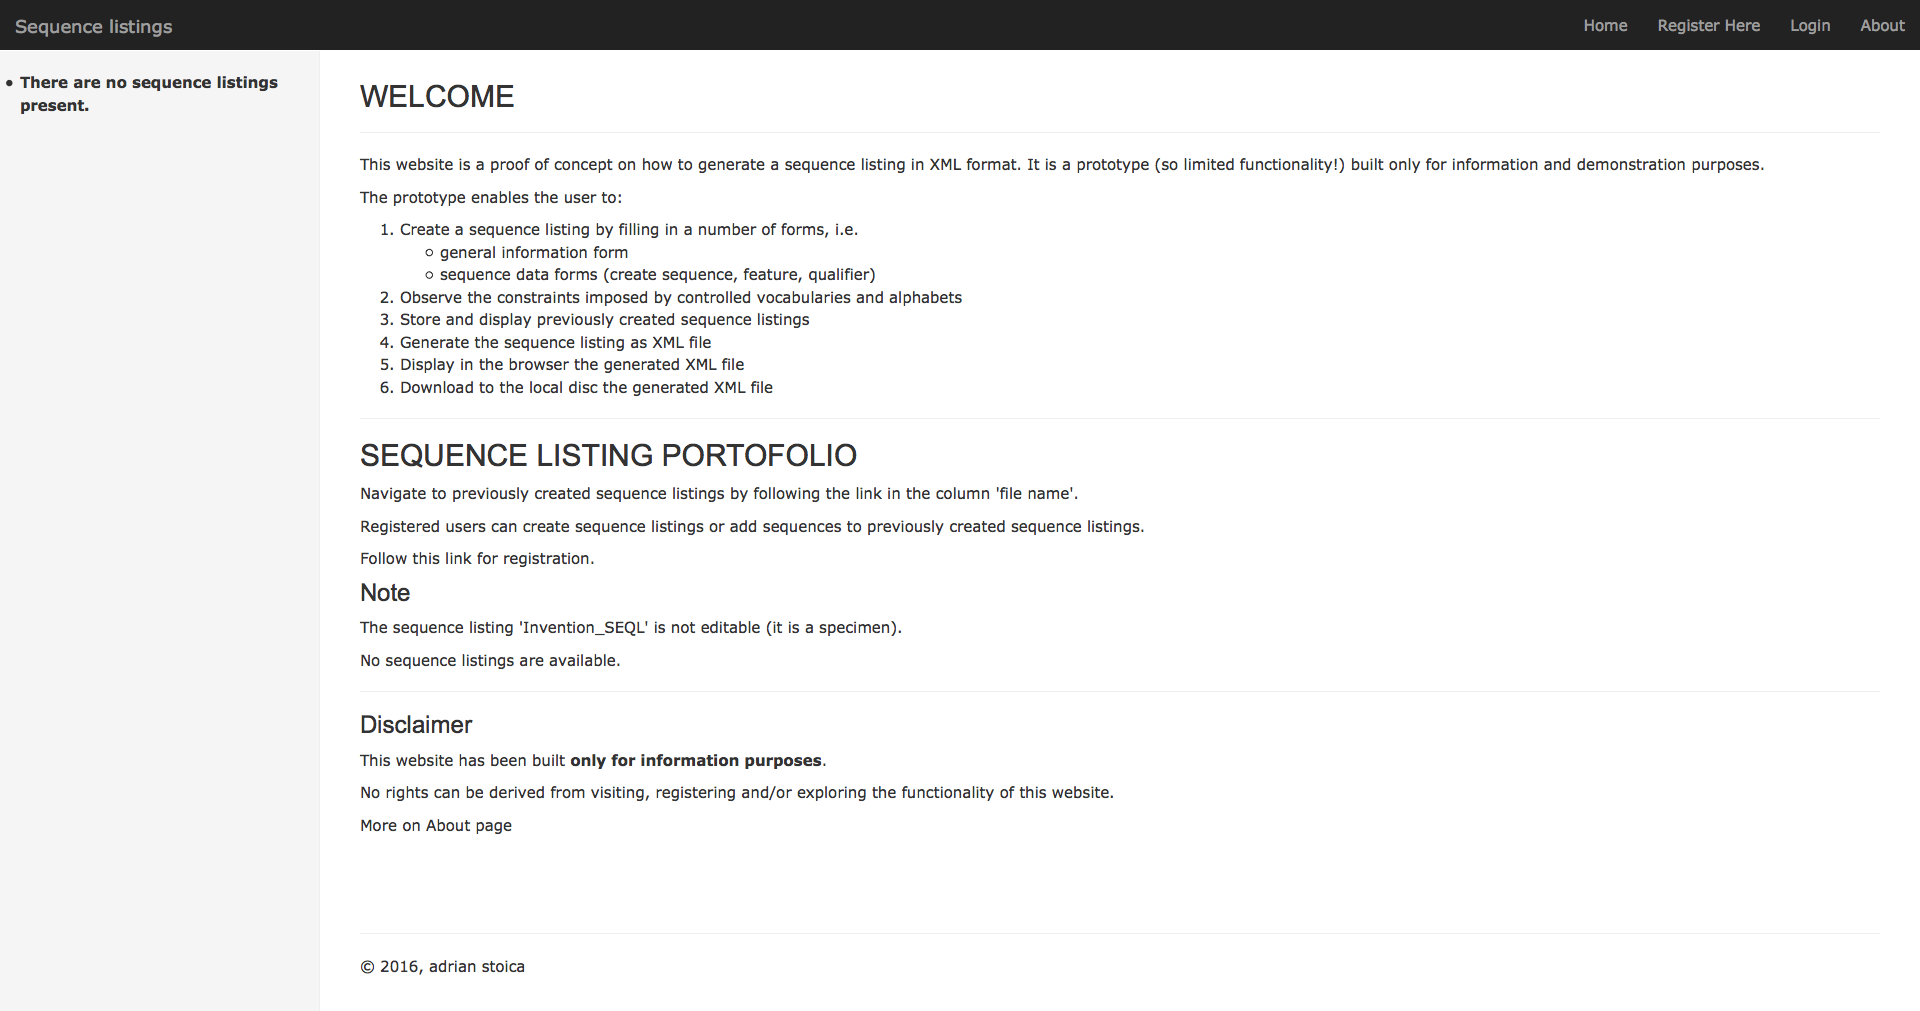 Sequence listings
Home Register Here Login About
• There are no sequence listings
present.
WELCOME
This website is a proof of concept on how to generate a sequence listing in XML format. It is a prototype (so limited functionality!) built only for information and demonstration purposes.
The prototype enables the user to:
1. Create a sequence listing by filling in a number of forms, i.e.
◦ general information form
◦ sequence data forms (create sequence, feature, qualifier)
2. Observe the constraints imposed by controlled vocabularies and alphabets
3. Store and display previously created sequence listings
4. Generate the sequence listing as XML file
5. Display in the browser the generated XML file
6. Download to the local disc the generated XML file
SEQUENCE LISTING PORTOFOLIO
Navigate to previously created sequence listings by following the link in the column 'file name'.
Registered users can create sequence listings or add sequences to previously created sequence listings.
Follow this link for registration.
Note
The sequence listing 'Invention_SEQL' is not editable (it is a specimen).
No sequence listings are available.
Disclaimer
This website has been built only for information purposes.
No rights can be derived from visiting, registering and/or exploring the functionality of this website.
More on About page
© 2016, adrian stoica